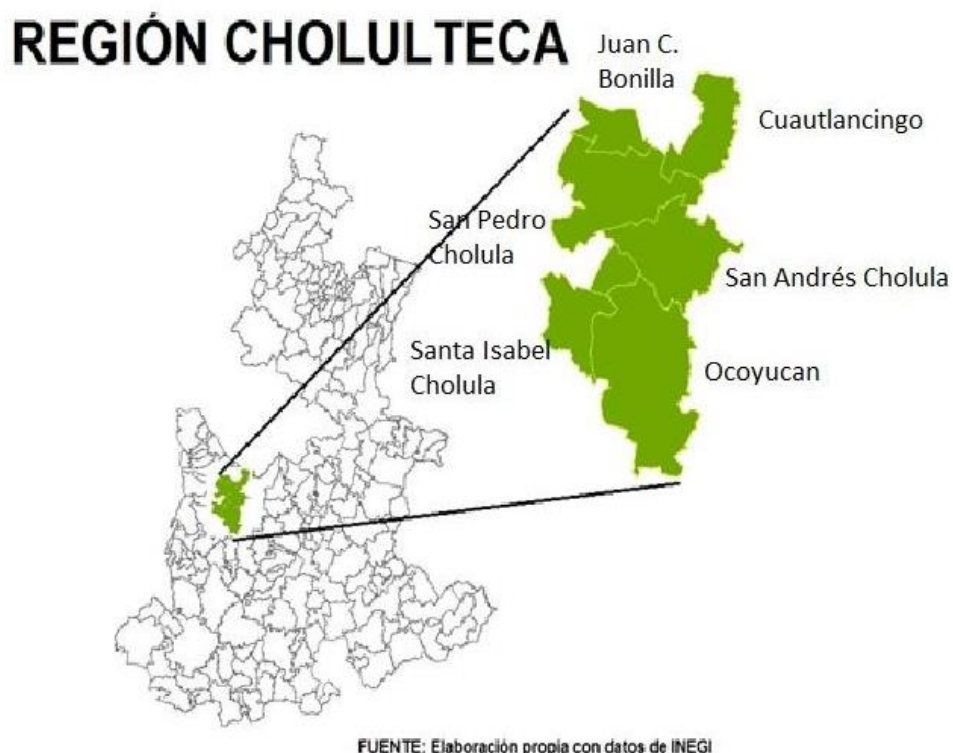 REGIÓN CHOLULTECA
Juan C.
Bonilla
Cuautlancingo
San Pedro
Cholula
San Andrés Cholula
Santa Isabel
Cholula
Ocoyucan
FUENTE: Elaboración propia con datos de INEGI